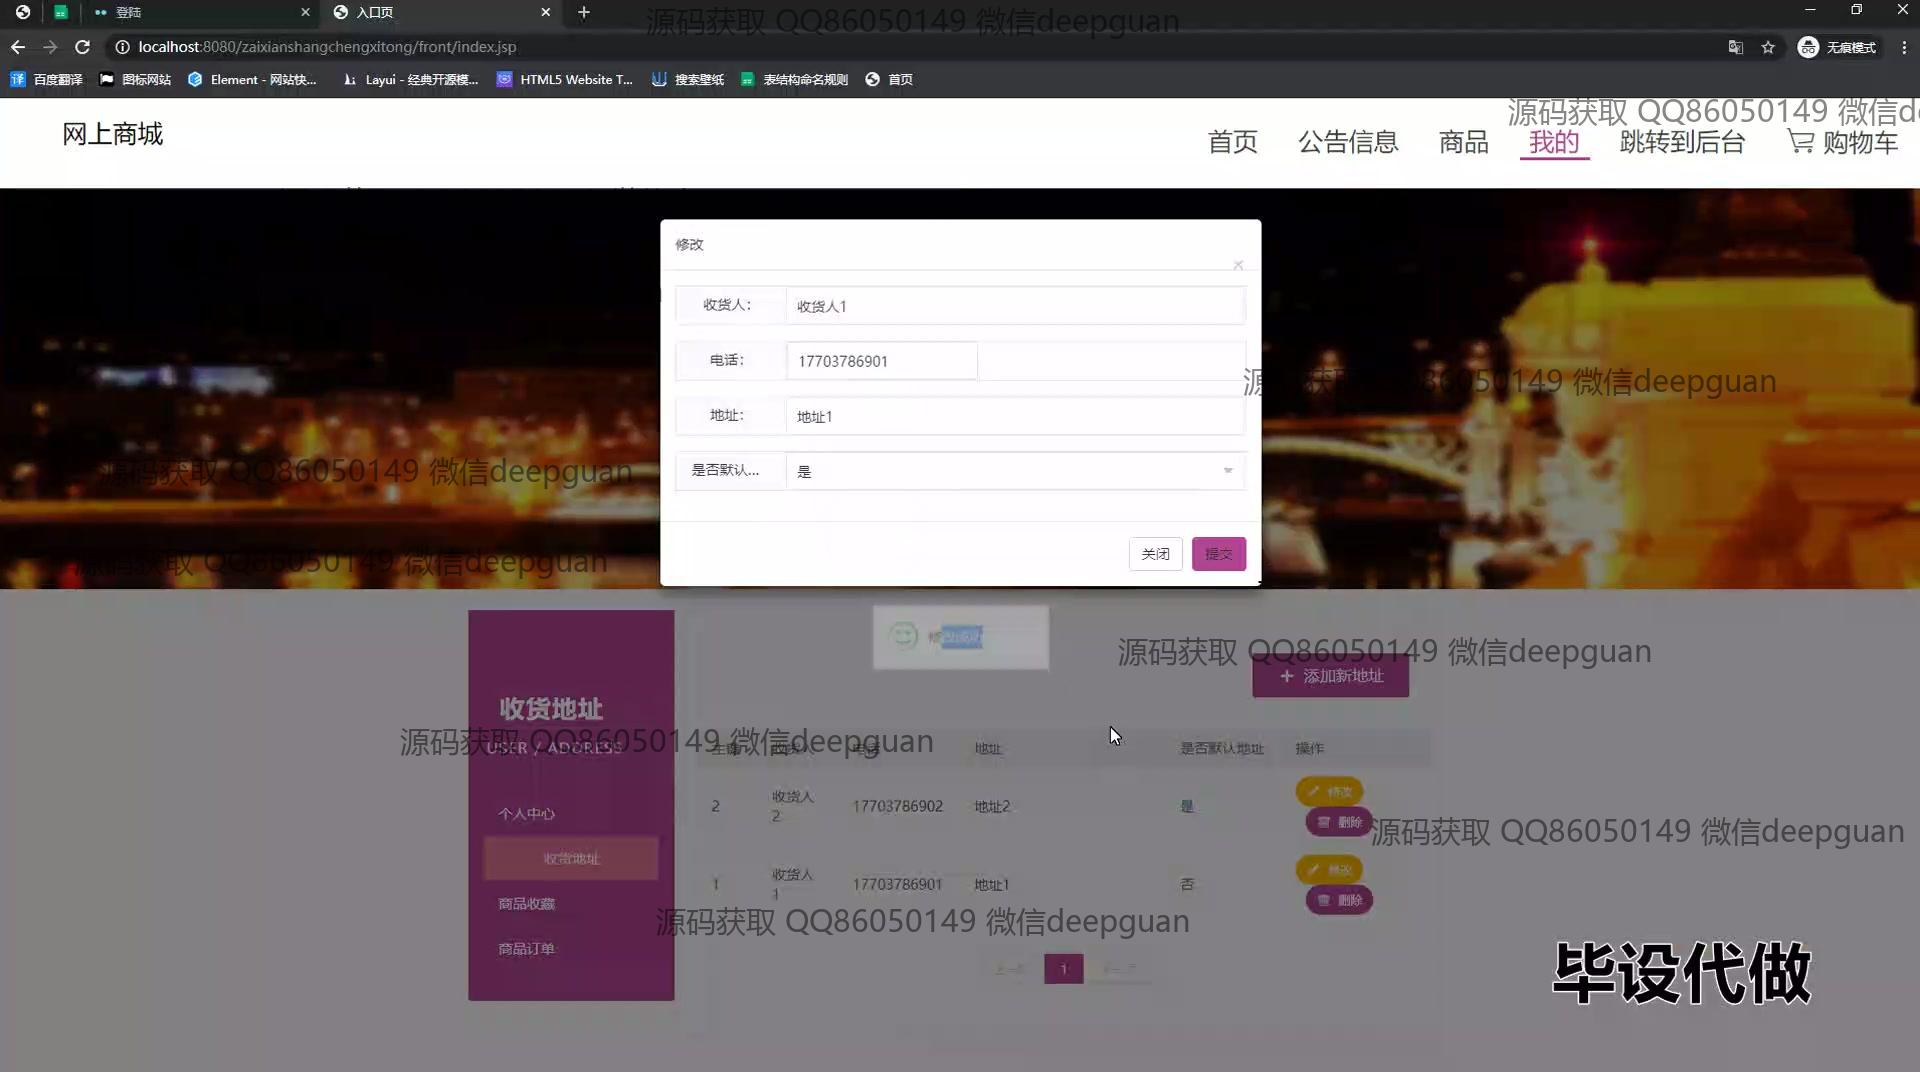 登陆
入口页
源码获取 QQ86050149 微信deepguan
localhost:8080/zaixianshangchengxitong/front/index.jsp
无痕模式
百度翻译
图标网站
Element - 网站快...
Layui - 经典开源模...
HTML5 Website T...
搜索壁纸
表结构命名规则
首页
源码获取 QQ86050149 微信de
网上商城
首页
公告信息
商品
我的
跳转到后台
购物车
修改
收货人：
收货人1
电话：
17703786901
源码获取 QQ86050149 微信deepguan
地址：
地址1
是否默认...
是
源码获取 QQ86050149 微信deepguan
关闭
提交
源码获取 QQ86050149 微信deepguan
源码获取 QQ86050149 微信deepguan
添加新地址
收货地址
USER / ADDRESS
源码获取 QQ86050149 微信deepguan
地址
是否默认地址
操作
个人中心
收货地址
商品收藏
商品订单
2
收货人
2
17703786902
地址2
是
修改
删除
源码获取 QQ86050149 微信deepguan
1
收货人
1
17703786901
地址1
否
修改
删除
源码获取 QQ86050149 微信deepguan
1
毕设代做